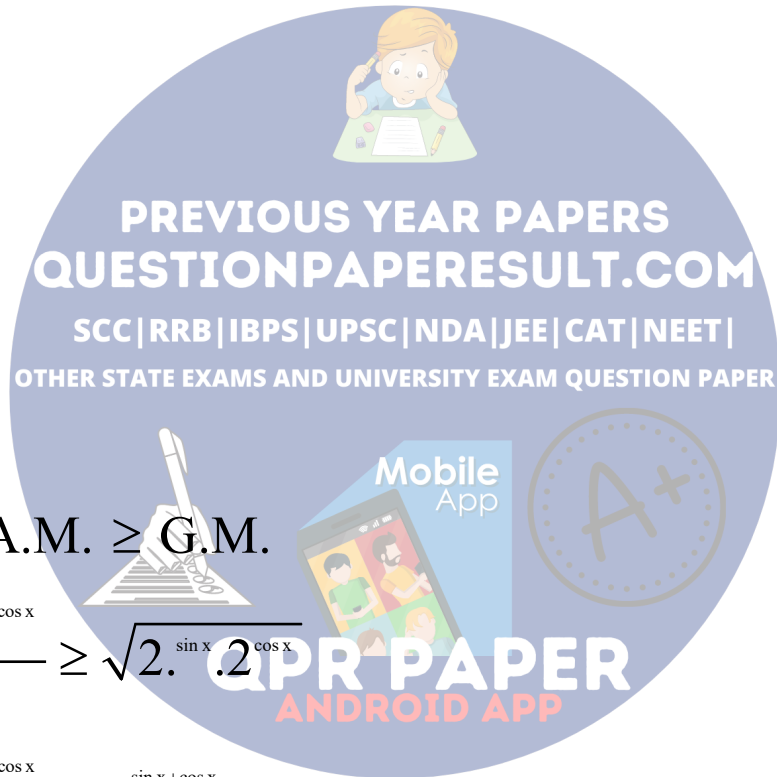 PREVIOUS YEAR PAPERS
QUESTIONPAPERESULT.COM
SCC|RRB|IBPS|UPSC|NDA|JEE|CAT|NEET|
OTHER STATE EXAMS AND UNIVERSITY EXAM QUESTION PAPER
Mobile
App
A+
A.M. ≥ G.M.
cos x
≥ √2.^sin x .2^cos x
QPR PAPER
ANDROID APP
cos x
sin x+cos x